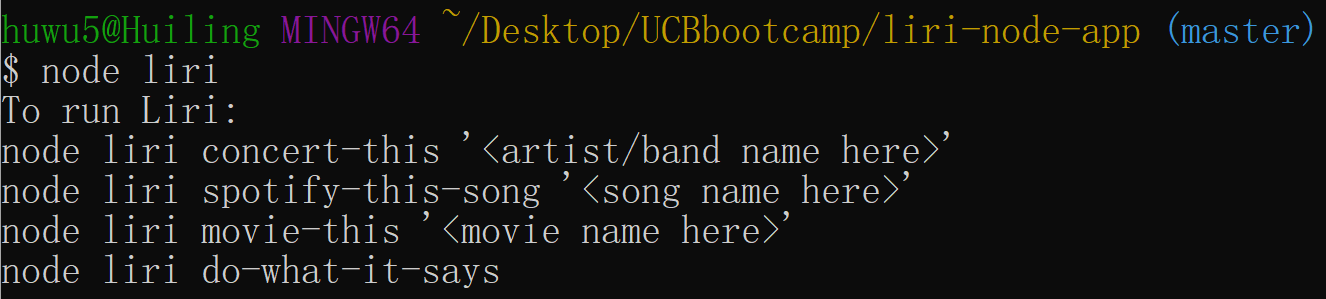 huwu5@Huiling MINGW64 ~/Desktop/UCBbootcamp/liri-node-app (master)
$ node liri
To run Liri:
node liri concert-this '<artist/band name here>'
node liri spotify-this-song '<song name here>'
node liri movie-this '<movie name here>'
node liri do-what-it-says